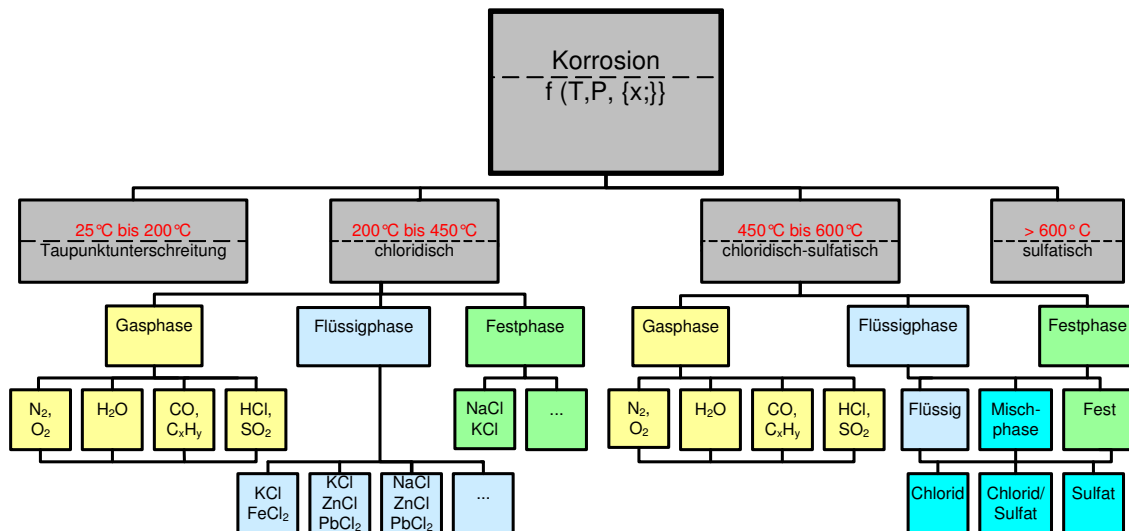 Korrosion
f (T,P, {x;}}
25°C bis 200°C
Taupunktunterschreitung
200°C bis 450°C
chloridisch
450°C bis 600°C
chloridisch-sulfatisch
> 600° C
sulfatisch
Gasphase
Flüssigphase
Festphase
Gasphase
Flüssigphase
Festphase
N₂,
O₂
H₂O
CO,
CₓHᵧ
HCl,
SO₂
NaCl
KCl
...
N₂,
O₂
H₂O
CO,
CₓHᵧ
HCl,
SO₂
Flüssig
Misch-
phase
Fest
KCl
FeCl₂
KCl
ZnCl
PbCl₂
NaCl
ZnCl
PbCl₂
...
Chlorid
Chlorid/
Sulfat
Sulfat